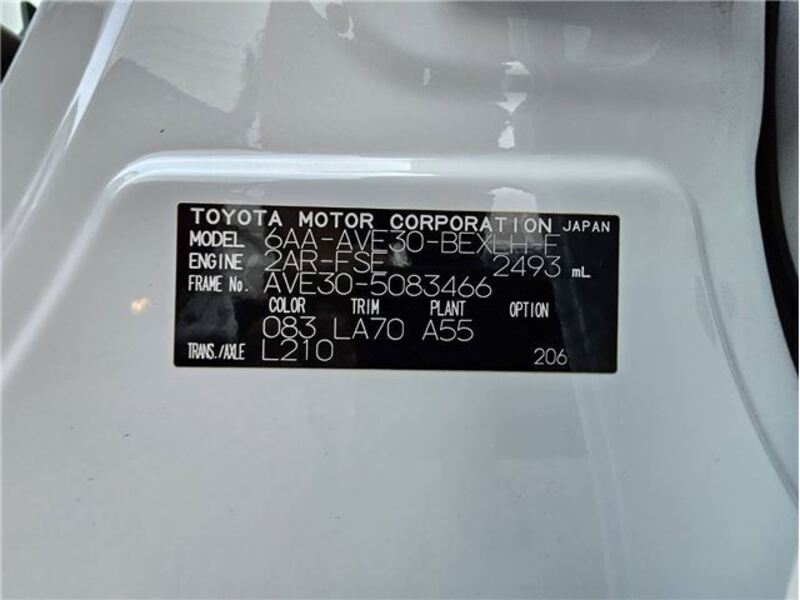 TOYOTA MOTOR CORPORATION JAPAN
MODEL 6AA-AVE30-BEXLH-F
ENGINE 2AR-FSE 2493 mL
FRAME No. AVE30-5083466
COLOR TRIM PLANT OPTION
083 LA70 A55
TRANS./AXLE L210 206